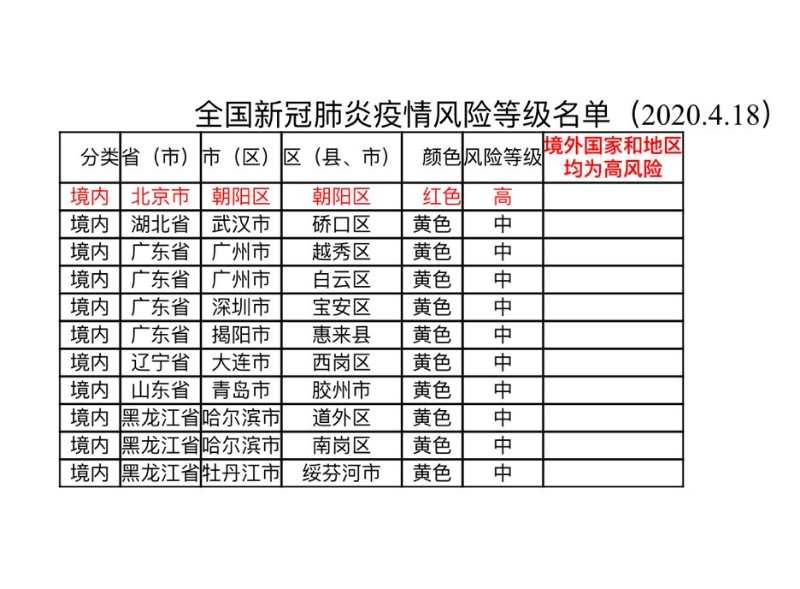 全国新冠肺炎疫情风险等级名单（2020.4.18）
分类 省（市） 市（区） 区（县、市） 颜色 风险等级 境外国家和地区
均为高风险
境内 北京市 朝阳区 朝阳区 红色 高
境内 湖北省 武汉市 硚口区 黄色 中
境内 广东省 广州市 越秀区 黄色 中
境内 广东省 广州市 白云区 黄色 中
境内 广东省 深圳市 宝安区 黄色 中
境内 广东省 揭阳市 惠来县 黄色 中
境内 辽宁省 大连市 西岗区 黄色 中
境内 山东省 青岛市 胶州市 黄色 中
境内 黑龙江省 哈尔滨市 道外区 黄色 中
境内 黑龙江省 哈尔滨市 南岗区 黄色 中
境内 黑龙江省 牡丹江市 绥芬河市 黄色 中